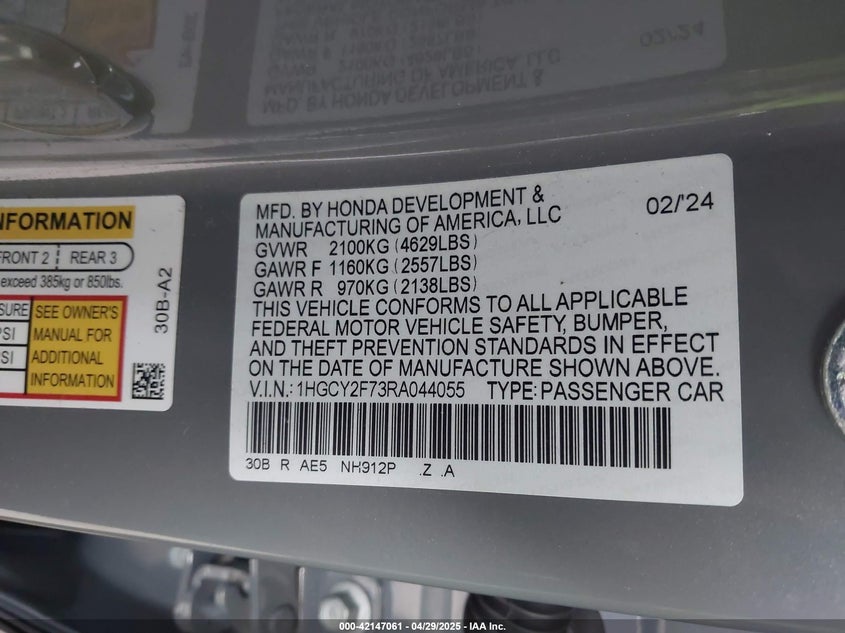 INFORMATION
FRONT 2 REAR 3
exceed 385kg or 850lbs.
SEE OWNER'S
MANUAL FOR
ADDITIONAL
INFORMATION
PSI
PSI
30B-A2
MFD. BY HONDA DEVELOPMENT & 02/'24
MANUFACTURING OF AMERICA, LLC
GVWR 2100KG (4629LBS)
GAWR F 1160KG (2557LBS)
GAWR R 970KG (2138LBS)
THIS VEHICLE CONFORMS TO ALL APPLICABLE
FEDERAL MOTOR VEHICLE SAFETY, BUMPER,
AND THEFT PREVENTION STANDARDS IN EFFECT
ON THE DATE OF MANUFACTURE SHOWN ABOVE.
V.I.N.: 1HGCY2F73RA044055 TYPE: PASSENGER CAR
30B R AE5 NH912P .Z .A
000-42147061 | 04/29/2025 | IAA Inc.